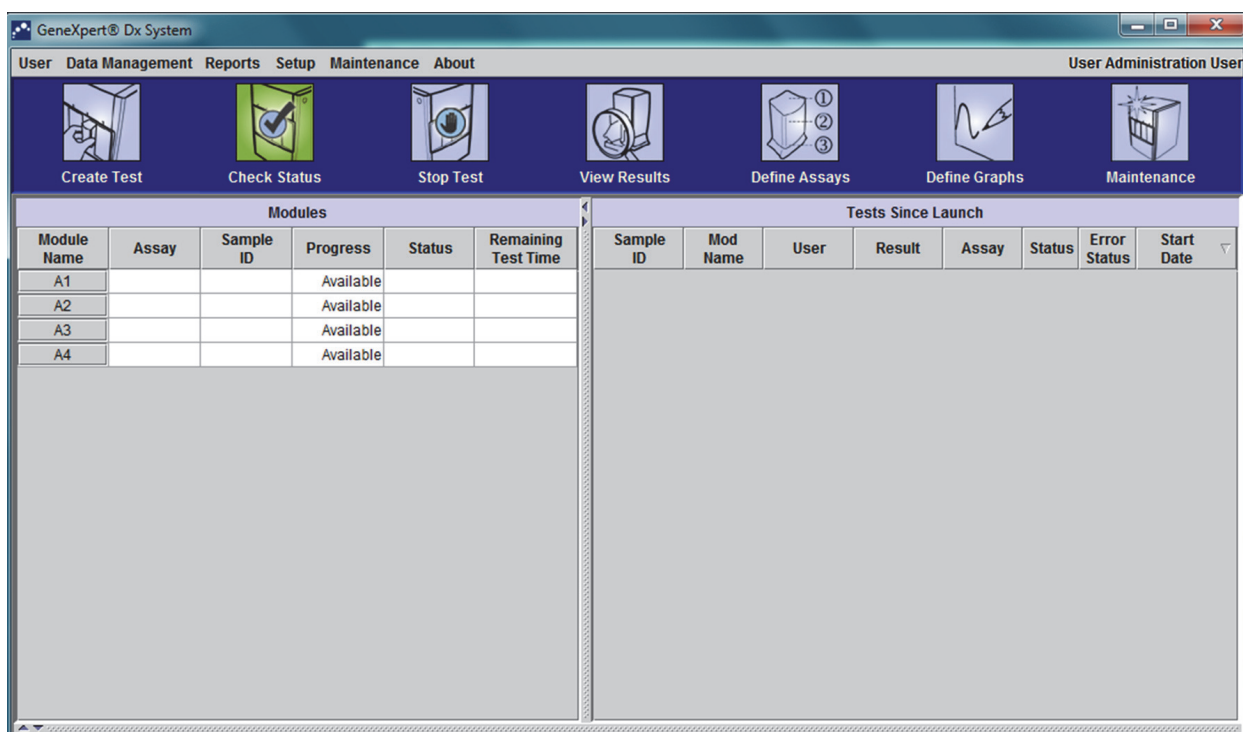 GeneXpert® Dx System
User Data Management Reports Setup Maintenance About User Administration User
① 
②
③
Create Test Check Status Stop Test View Results Define Assays Define Graphs Maintenance
Modules
Module Name Assay Sample ID Progress Status Remaining Test Time
A1 Available
A2 Available
A3 Available
A4 Available
Tests Since Launch
Sample ID Mod Name User Result Assay Status Error Status Start Date